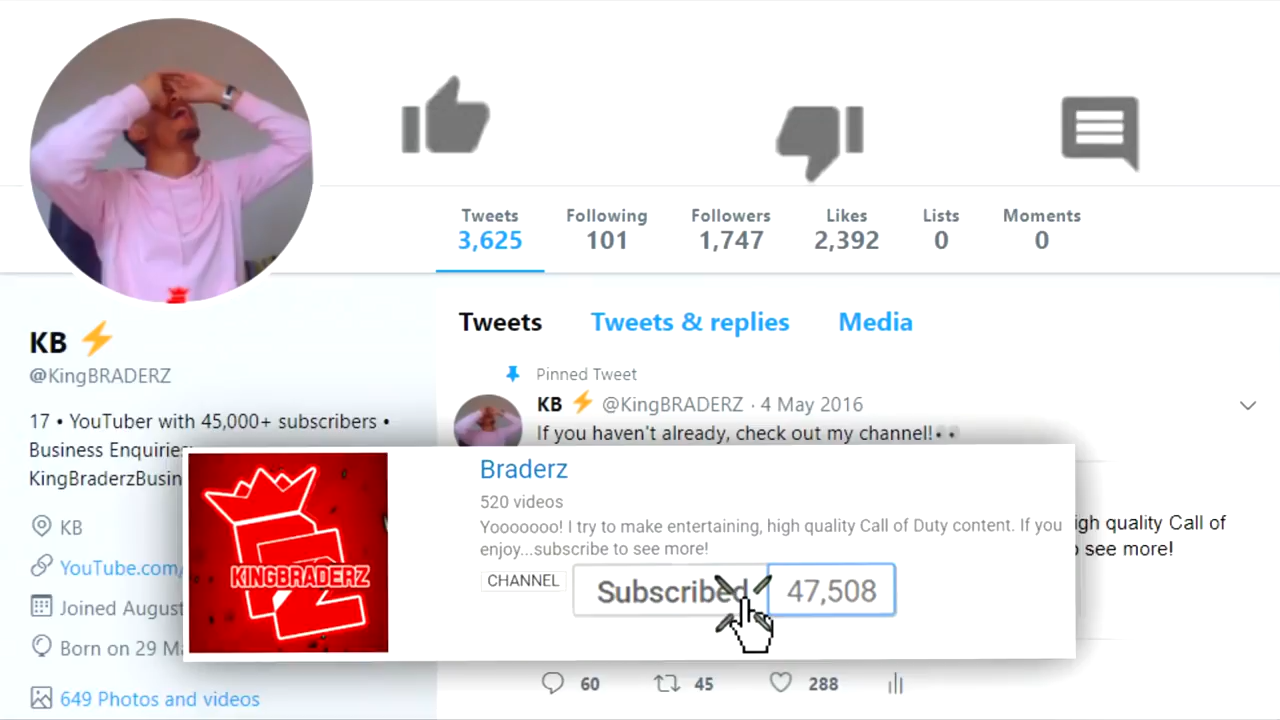 Tweets Following Followers Likes Lists Moments
3,625 101 1,747 2,392 0 0
KB
@KingBRADERZ
17 • YouTuber with 45,000+ subscribers •
Business Enquiries
KingBraderzBusin
KB
YouTube.com/
Joined August
Born on 29 Ma
649 Photos and videos
Tweets Tweets & replies Media
Pinned Tweet
KB @KingBRADERZ · 4 May 2016
If you haven't already, check out my channel!
KINGBRADERZ
Braderz
520 videos
Yooooooo! I try to make entertaining, high quality Call of Duty content. If you
enjoy...subscribe to see more!
CHANNEL Subscribed 47,508
igh quality Call of
see more!
60 45 288